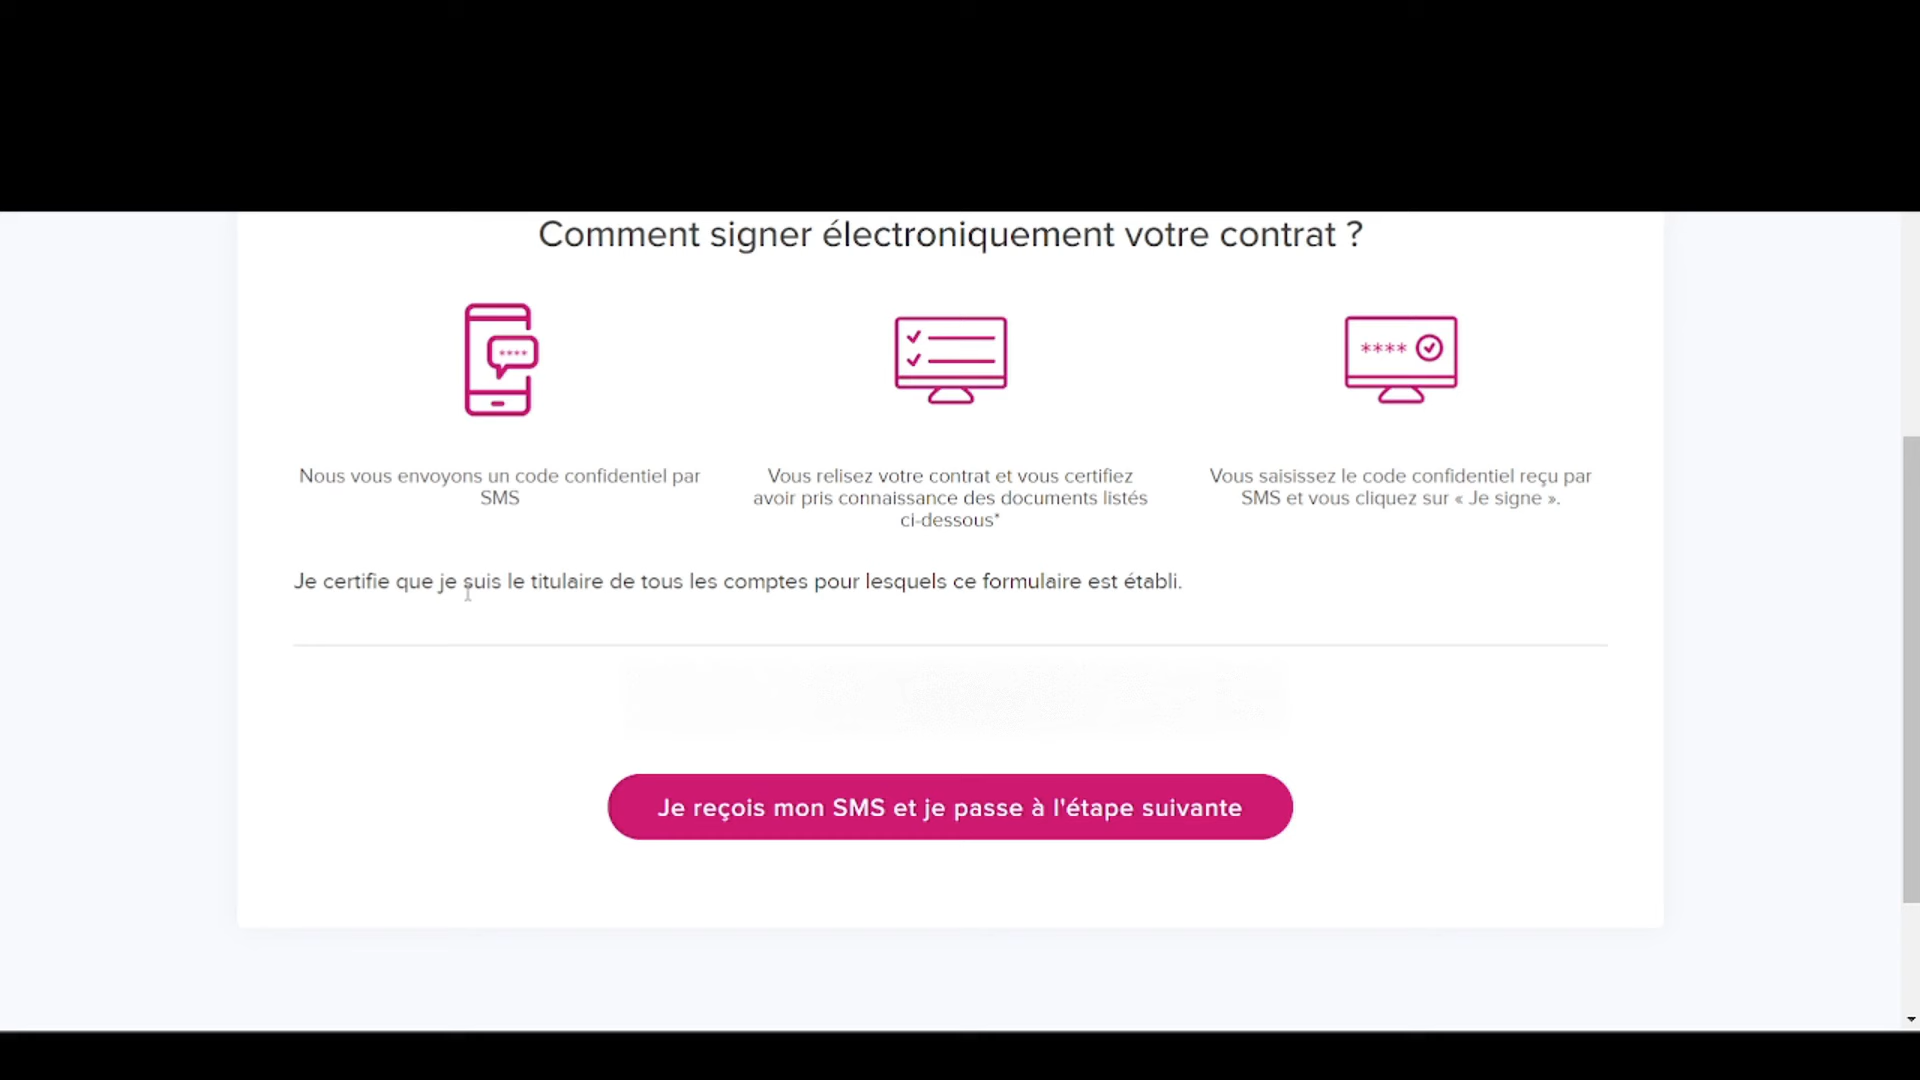 Comment signer électroniquement votre contrat ?
****
****
Nous vous envoyons un code confidentiel par
SMS
Vous relisez votre contrat et vous certifiez
avoir pris connaissance des documents listés
ci-dessous*
Vous saisissez le code confidentiel reçu par
SMS et vous cliquez sur « Je signe ».
Je certifie que je suis le titulaire de tous les comptes pour lesquels ce formulaire est établi.
Je reçois mon SMS et je passe à l'étape suivante